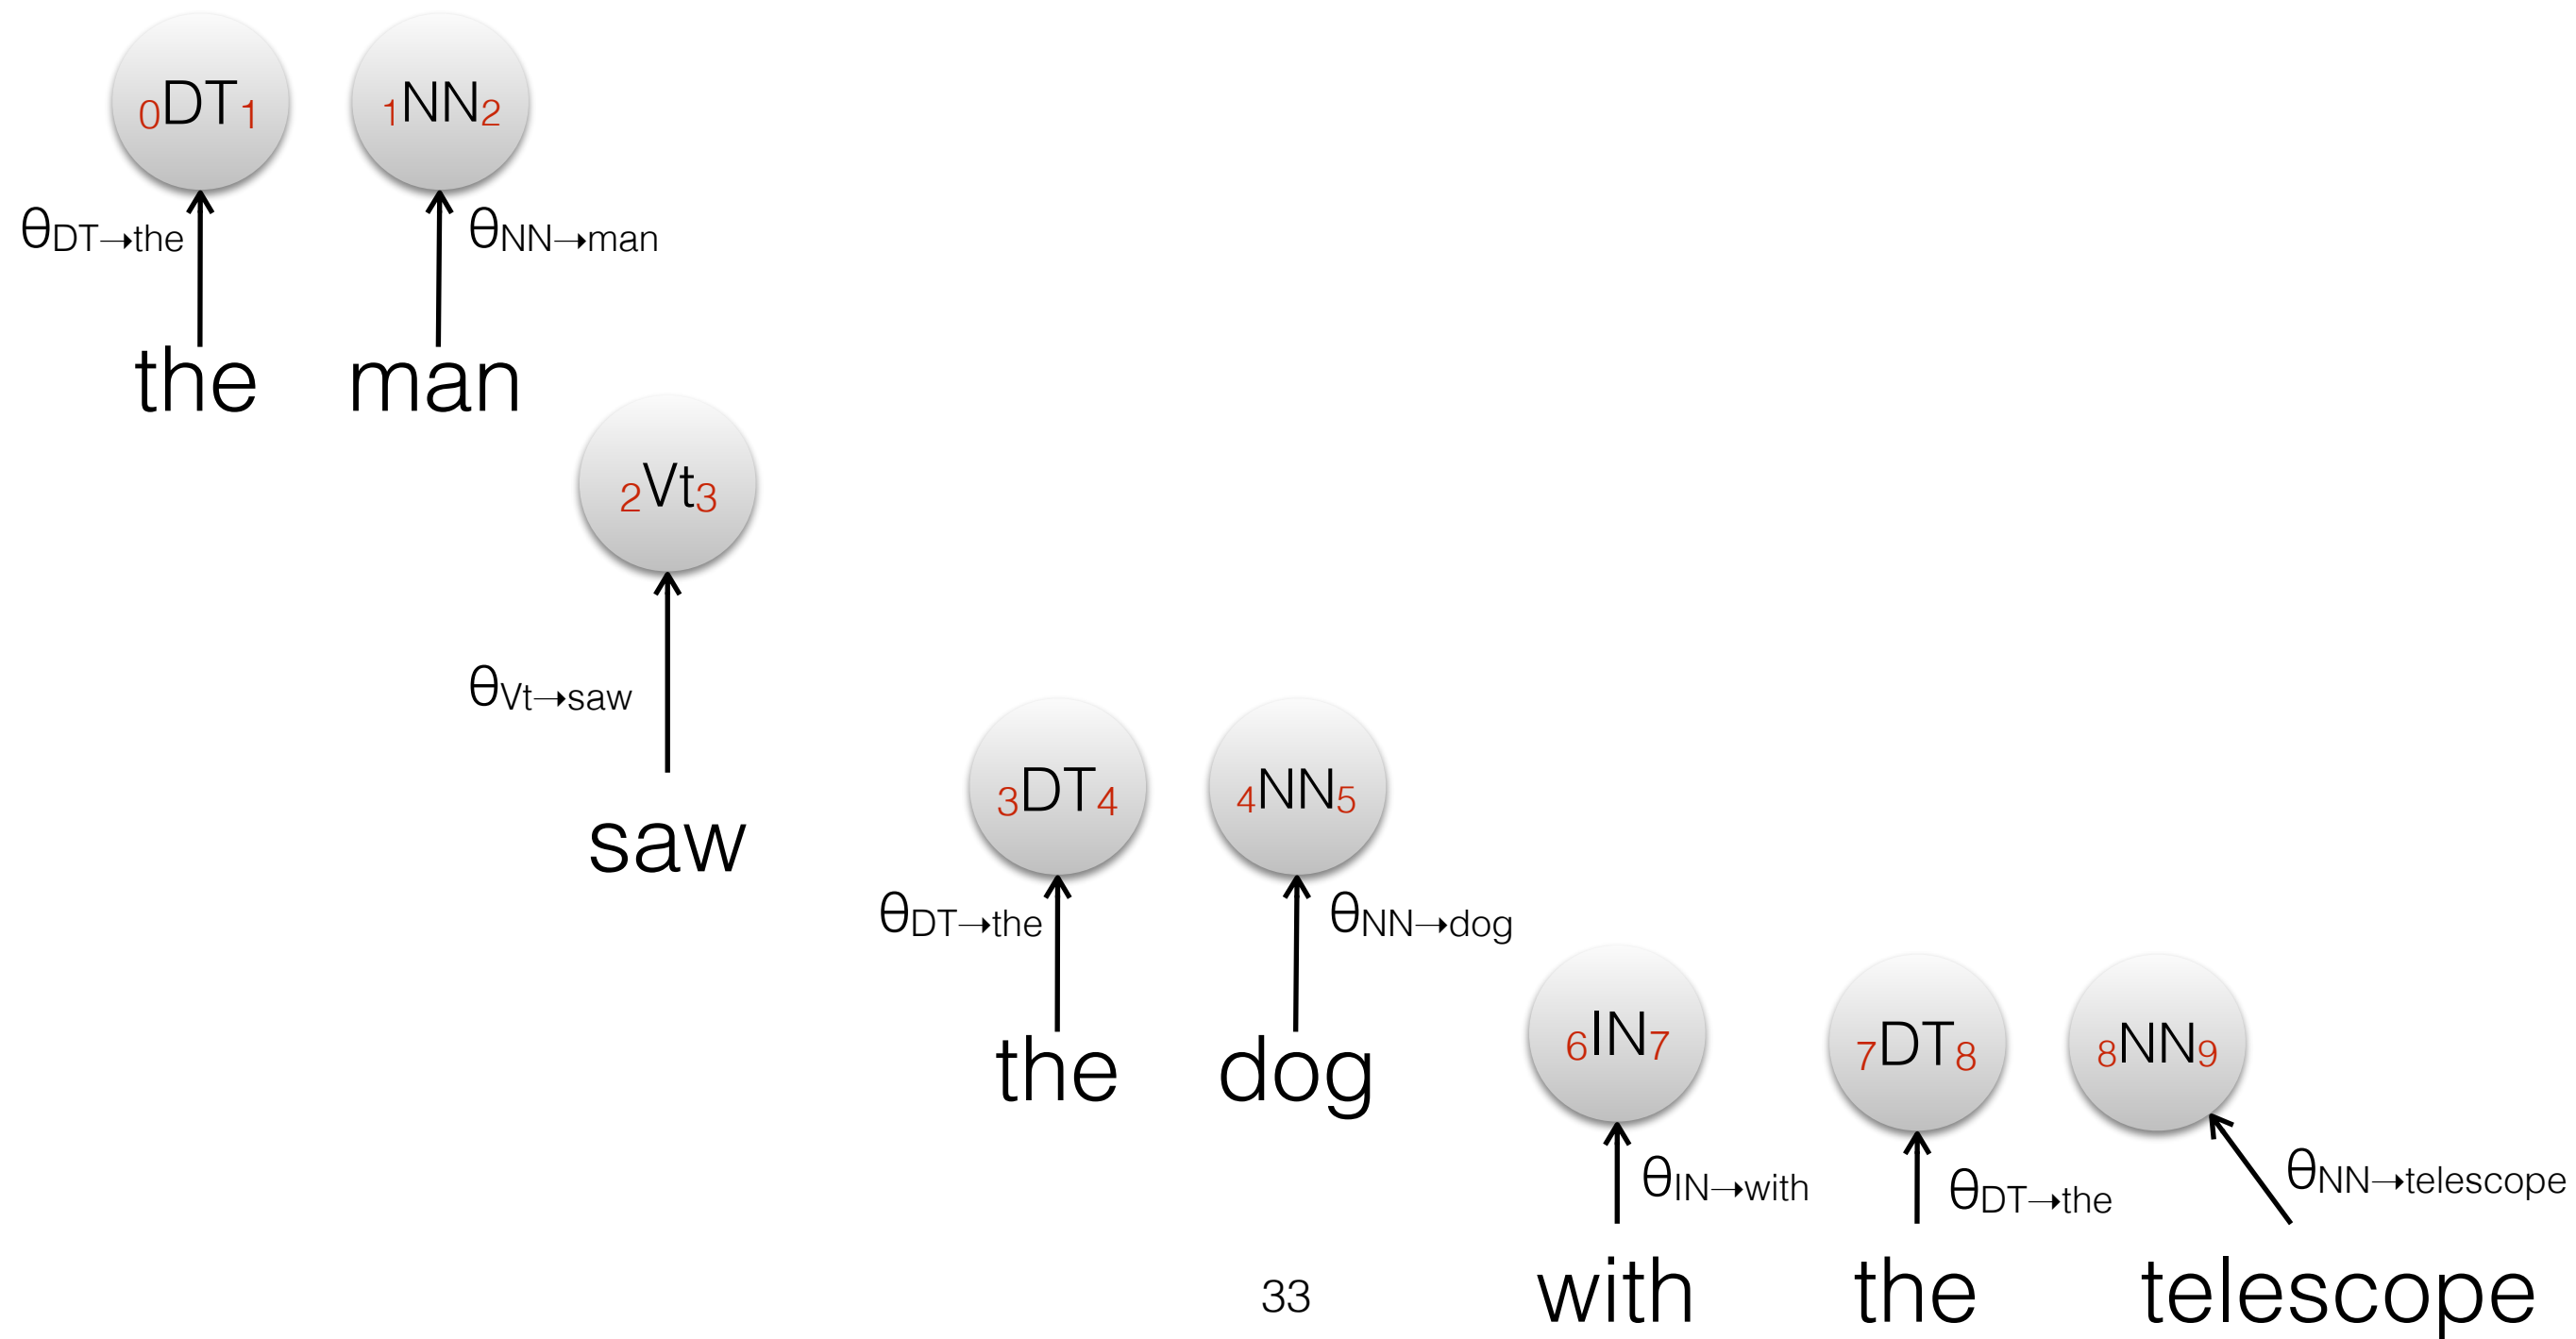 0DT1 1NN2
θDT→the θNN→man
the man
2Vt3
θVt→saw
saw
3DT4 4NN5
θDT→the θNN→dog
the dog
6IN7 7DT8 8NN9
θIN→with θDT→the θNN→telescope
with the telescope
33